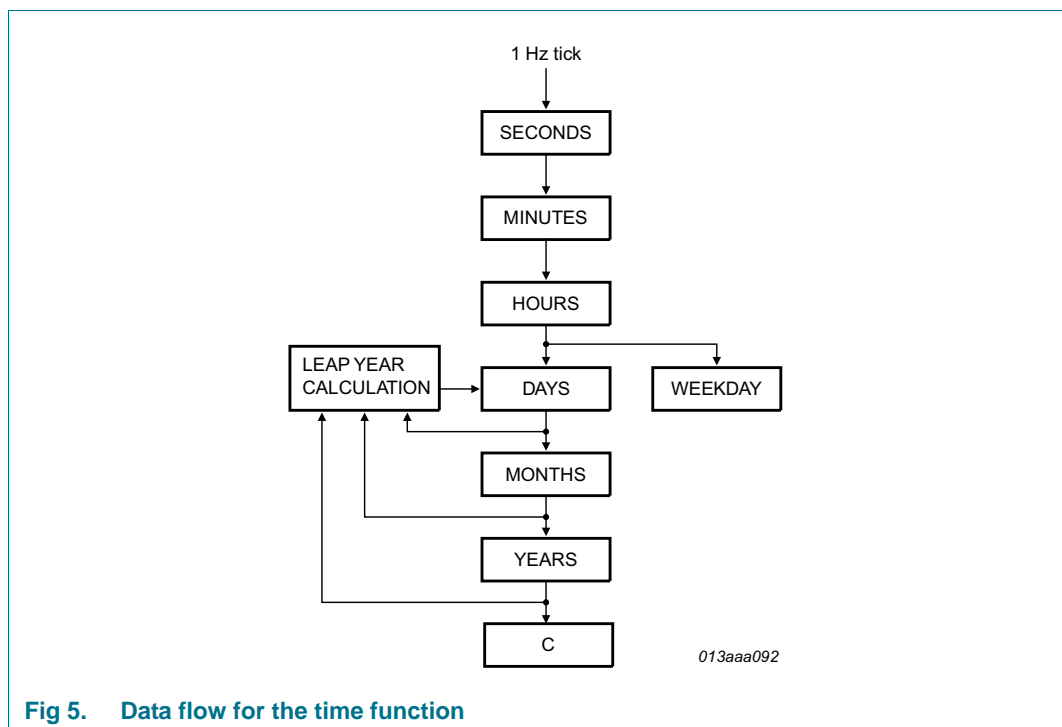 1 Hz tick
SECONDS
MINUTES
HOURS
LEAP YEAR
CALCULATION
DAYS
WEEKDAY
MONTHS
YEARS
C
013aaa092
Fig 5. Data flow for the time function